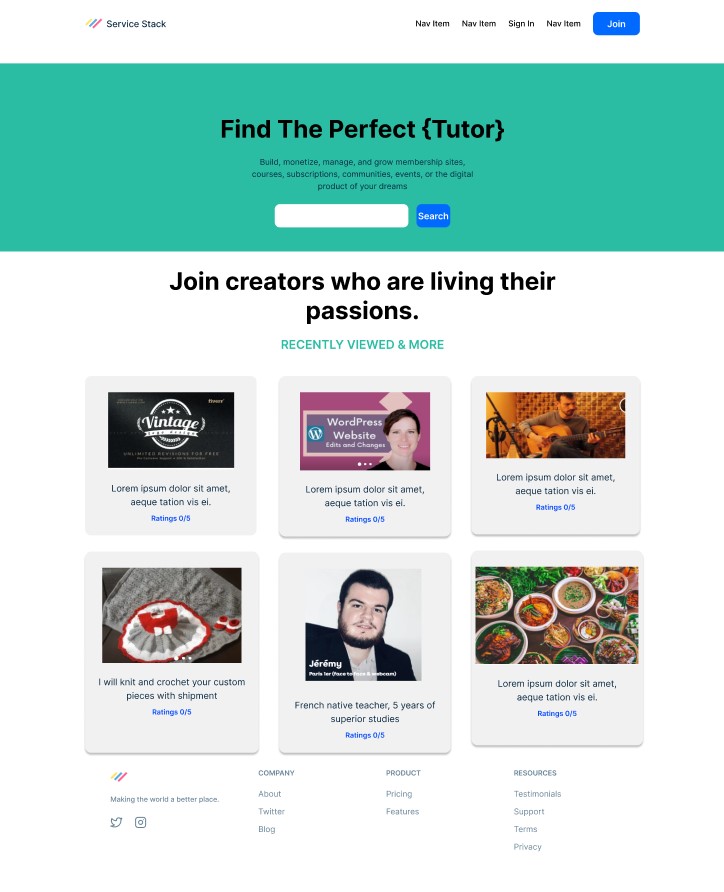 Service Stack
Nav Item
Nav Item
Sign In
Nav Item
Join
Find The Perfect {Tutor}
Build, monetize, manage, and grow membership sites,
courses, subscriptions, communities, events, or the digital
product of your dreams
Search
Join creators who are living their
passions.
RECENTLY VIEWED & MORE
fiverr
Vintage
UNLIMITED REVISIONS FOR FREE
Lorem ipsum dolor sit amet,
aeque tation vis ei.
Ratings 0/5
WordPress
Website
Edits and Changes
Lorem ipsum dolor sit amet,
aeque tation vis ei.
Ratings 0/5
Lorem ipsum dolor sit amet,
aeque tation vis ei.
Ratings 0/5
I will knit and crochet your custom
pieces with shipment
Ratings 0/5
Jérémy
Paris 1er (face to face & webcam)
French native teacher, 5 years of
superior studies
Ratings 0/5
Lorem ipsum dolor sit amet,
aeque tation vis ei.
Ratings 0/5
Making the world a better place.
COMPANY
About
Twitter
Blog
PRODUCT
Pricing
Features
RESOURCES
Testimonials
Support
Terms
Privacy